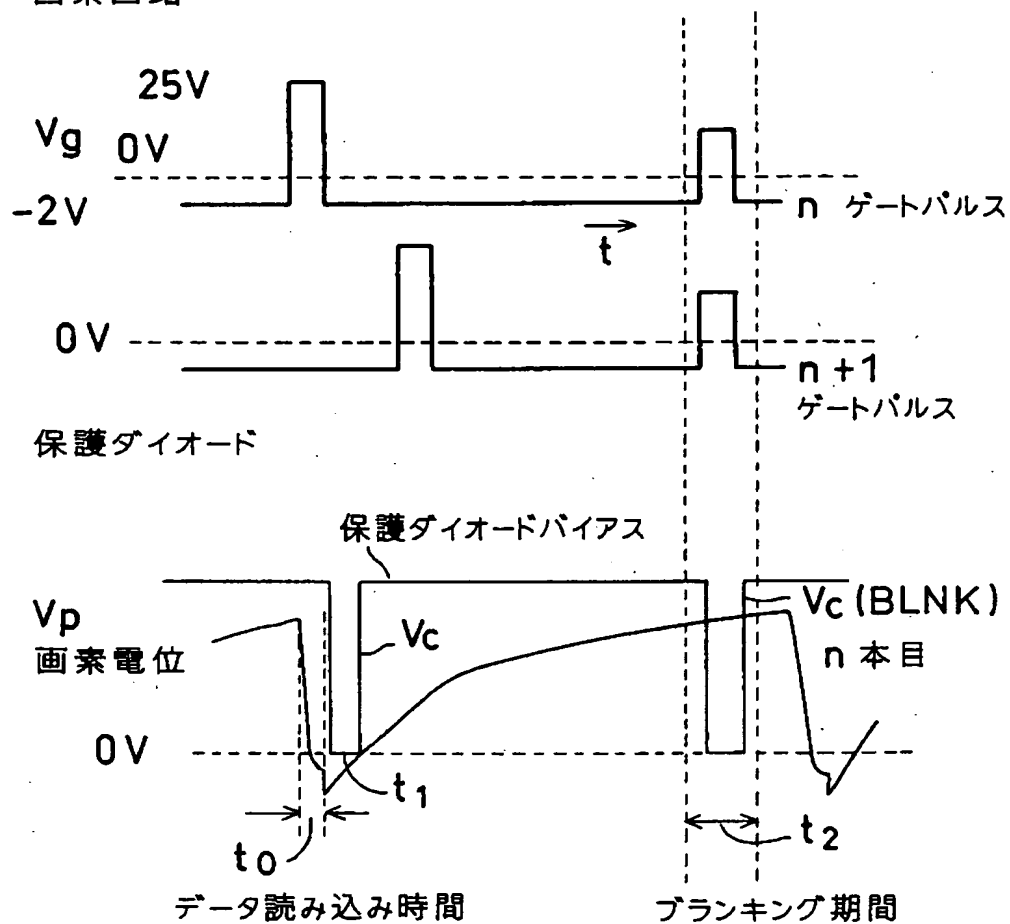 25V
Vg
0V
-2V
n ゲートパルス
t
0V
n+1
ゲートパルス
保護ダイオード
保護ダイオードバイアス
Vp
画素電位
Vc
Vc(BLNK)
n 本目
0V
t1
t0
t2
データ読み込み時間
ブランキング期間